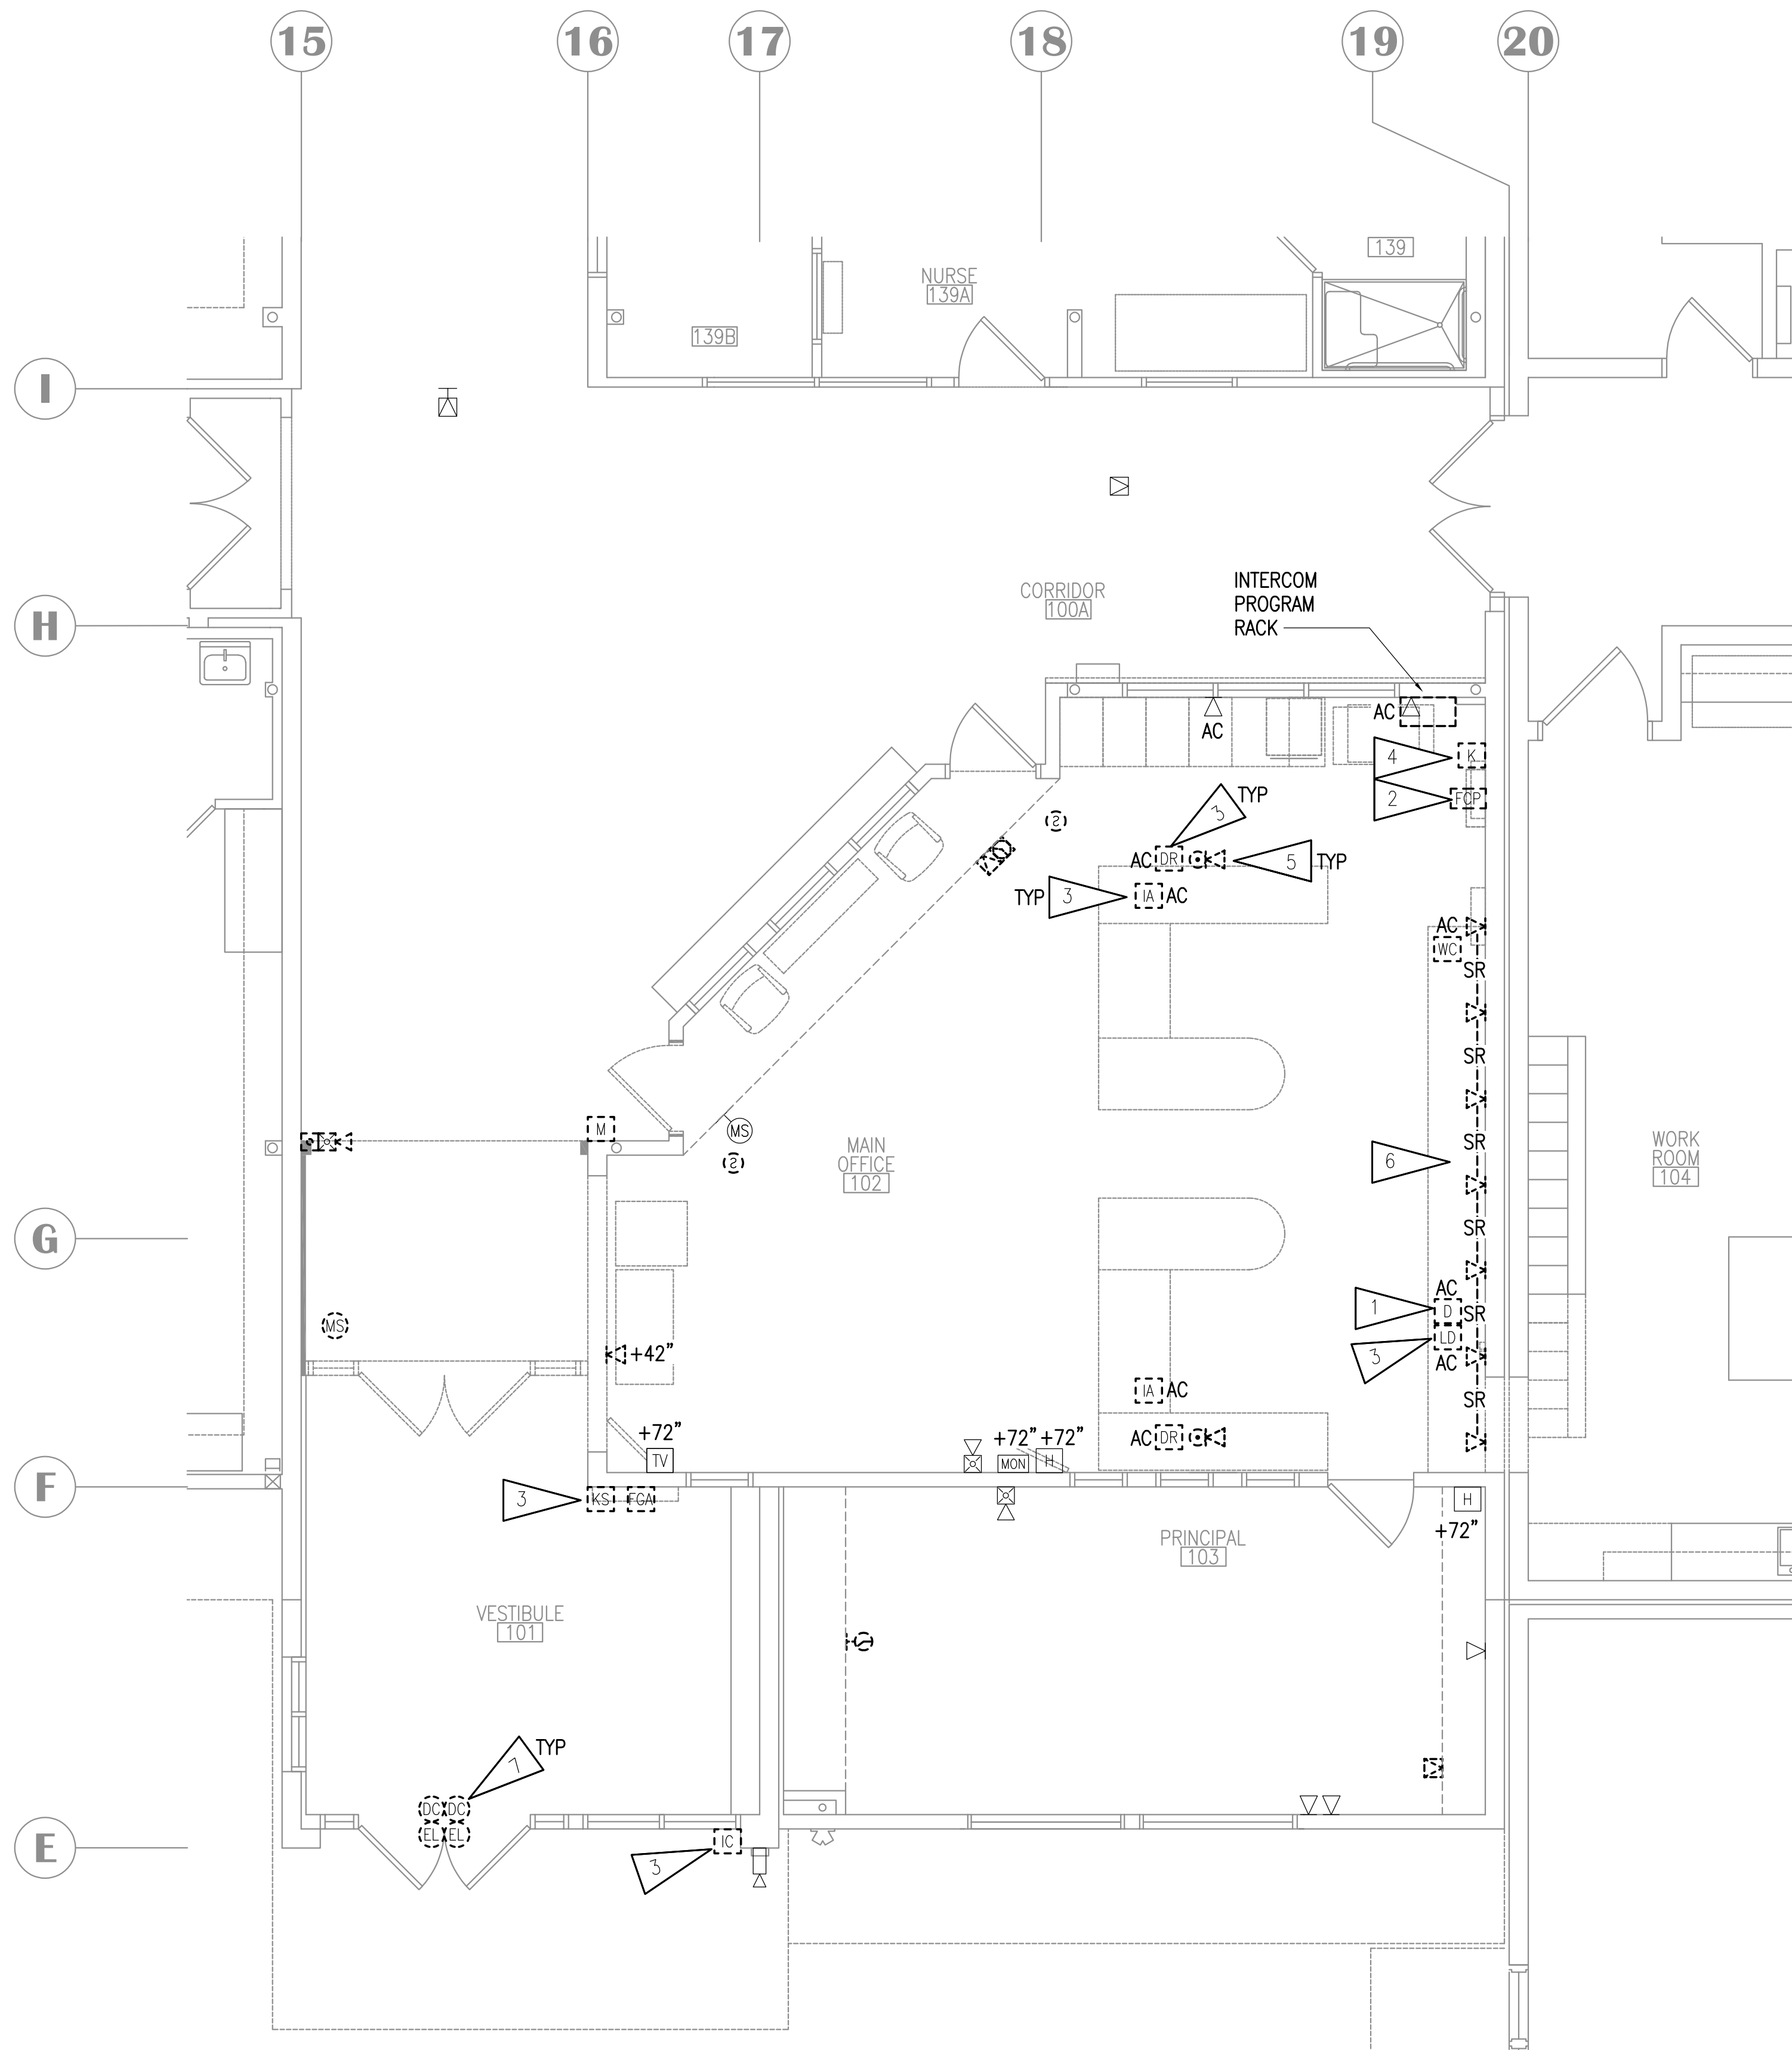 15 16 17 18 19 20
139
NURSE
139A
139B
I
INTERCOM
PROGRAM
RACK
CORRIDOR
100A
H
AC
AC
4 K
2 FCP
3 TYP
AC DR 5 TYP
TYP 3 IA AC
AC
WC
SR
SR
M
MS
MAIN
OFFICE
102
WORK
ROOM
104
SR
6
SR
SR
G
AC
1 D SR
MS
LD
3 AC
+42”
IA AC
SR
+72”
AC DR
+72” +72”
TV
MON
H
F
3 KS FGA
H
+72”
PRINCIPAL
103
VESTIBULE
101
7 TYP
DC DC
EL EL
E
IC
3